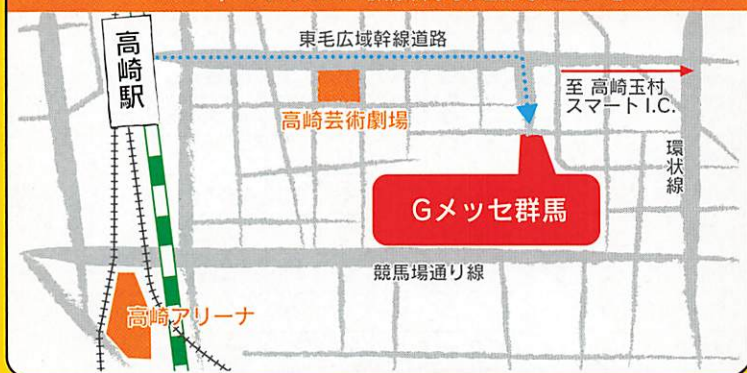 高崎駅
東毛広域幹線道路
高崎芸術劇場
至 高崎玉村
スマートI.C.
環状線
Gメッセ群馬
競馬場通り線
高崎アリーナ